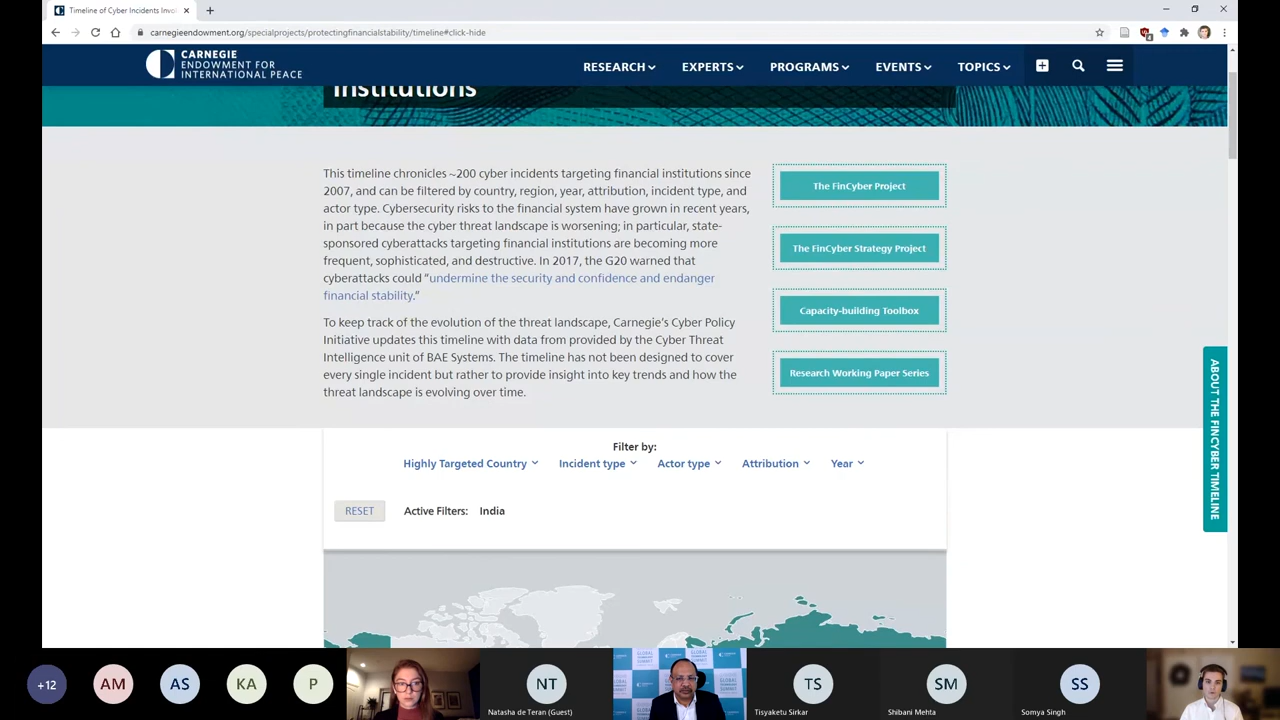 Timeline of Cyber Incidents Invo
carnegieendowment.org/specialprojects/protectingfinancialstability/timeline#click-hide
CARNEGIE
ENDOWMENT FOR
INTERNATIONAL PEACE
RESEARCH
EXPERTS
PROGRAMS
EVENTS
TOPICS
Institutions
This timeline chronicles ~200 cyber incidents targeting financial institutions since
2007, and can be filtered by country, region, year, attribution, incident type, and
actor type. Cybersecurity risks to the financial system have grown in recent years,
in part because the cyber threat landscape is worsening; in particular, state-
sponsored cyberattacks targeting financial institutions are becoming more
frequent, sophisticated, and destructive. In 2017, the G20 warned that
cyberattacks could “undermine the security and confidence and endanger
financial stability.”
To keep track of the evolution of the threat landscape, Carnegie’s Cyber Policy
Initiative updates this timeline with data from provided by the Cyber Threat
Intelligence unit of BAE Systems. The timeline has not been designed to cover
every single incident but rather to provide insight into key trends and how the
threat landscape is evolving over time.
The FinCyber Project
The FinCyber Strategy Project
Capacity-building Toolbox
Research Working Paper Series
ABOUT THE FINCYBER TIMELINE
Filter by:
Highly Targeted Country
Incident type
Actor type
Attribution
Year
RESET
Active Filters: India
+12
AM
AS
KA
P
NT
Natasha de Teran (Guest)
GLOBAL
TECHNOLOGY
SUMMIT
TS
Tisyaketu Sirkar
SM
Shibani Mehta
SS
Somya Singh